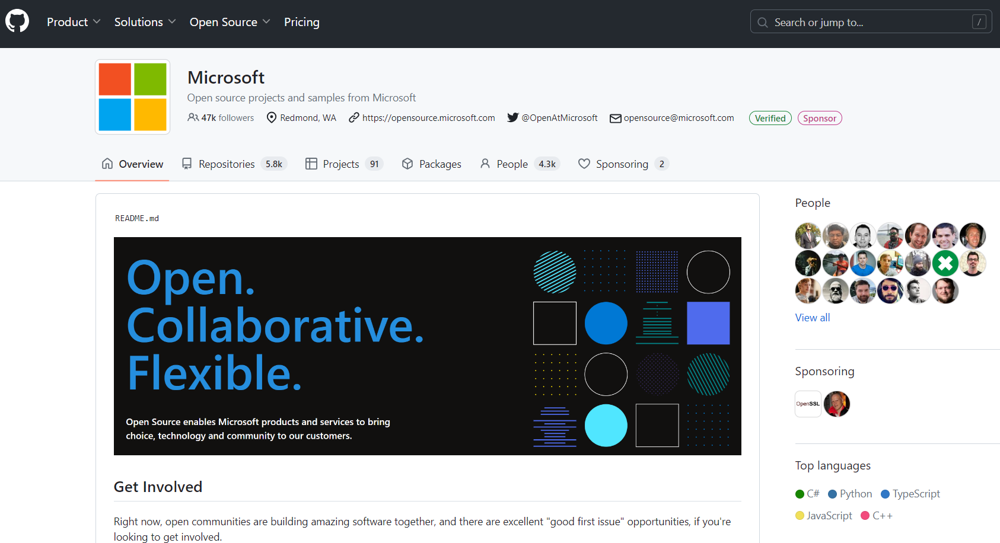 Product Solutions Open Source Pricing Search or jump to... /
Microsoft
Open source projects and samples from Microsoft
47k followers Redmond, WA https://opensource.microsoft.com @OpenAtMicrosoft opensource@microsoft.com Verified Sponsor
Overview Repositories 5.8k Projects 91 Packages People 4.3k Sponsoring 2
README.md
Open.
Collaborative.
Flexible.
Open Source enables Microsoft products and services to bring
choice, technology and community to our customers.
Get Involved
Right now, open communities are building amazing software together, and there are excellent "good first issue" opportunities, if you're
looking to get involved.
People
View all
Sponsoring
OpenSSL
Top languages
C# Python TypeScript
JavaScript C++